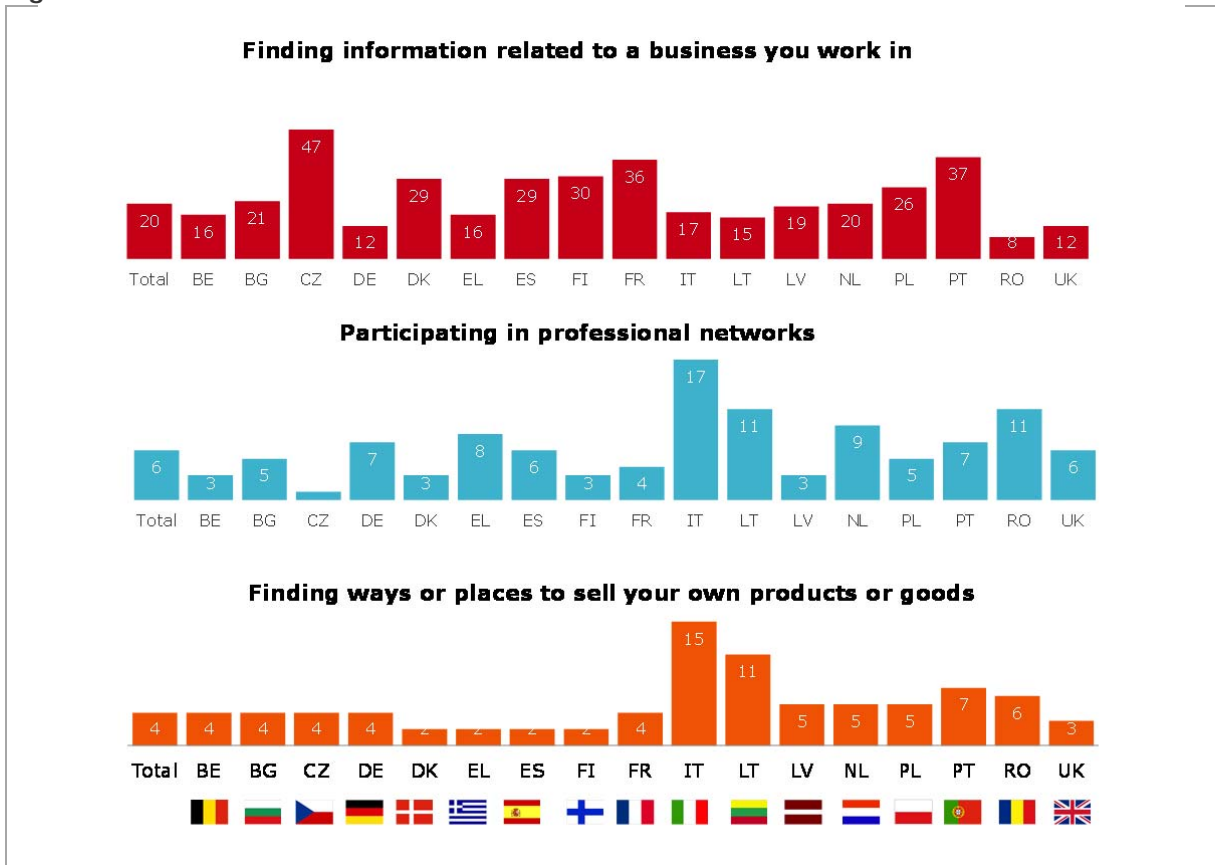 Finding information related to a business you work in
20 16 21 47 12 29 16 29 30 36 17 15 19 20 26 37 8 12
Total BE BG CZ DE DK EL ES FI FR IT LT LV NL PL PT RO UK
Participating in professional networks
6 3 5 7 3 8 6 3 4 17 11 3 9 5 7 11 6
Total BE BG CZ DE DK EL ES FI FR IT LT LV NL PL PT RO UK
Finding ways or places to sell your own products or goods
4 4 4 4 4 2 2 2 2 4 15 11 5 5 5 7 6 3
Total BE BG CZ DE DK EL ES FI FR IT LT LV NL PL PT RO UK